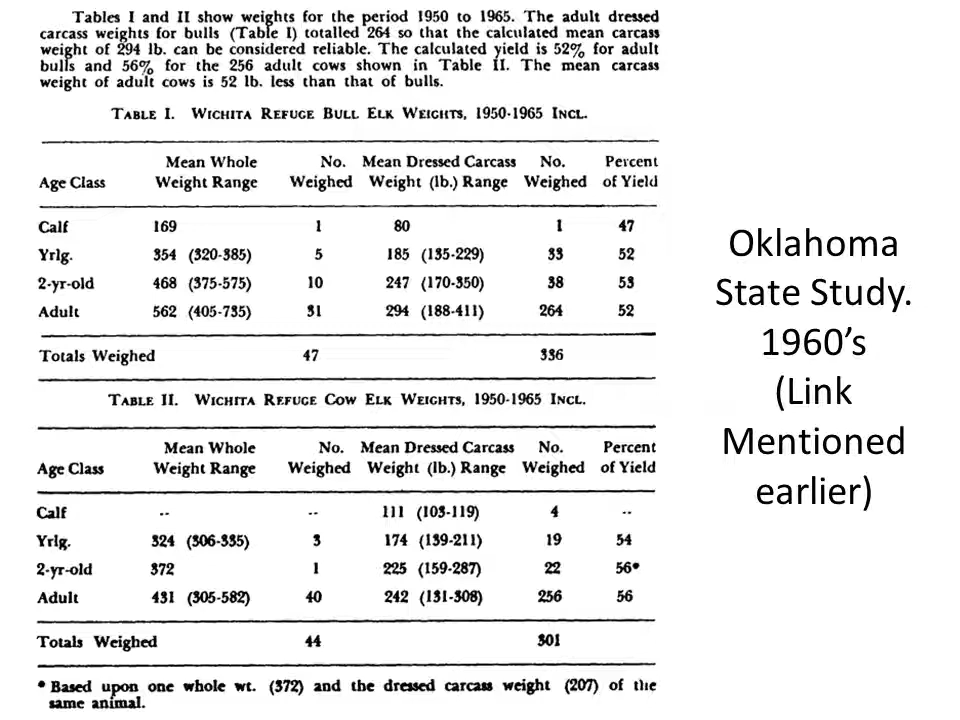 Tables I and II show weights for the period 1950 to 1965. The adult dressed
carcass weights for bulls (Table I) totalled 264 so that the calculated mean carcass
weight of 294 lb. can be considered reliable. The calculated yield is 52% for adult
bulls and 56% for the 256 adult cows shown in Table II. The mean carcass
weight of adult cows is 52 lb. less than that of bulls.
TABLE I. WICHITA REFUGE BULL ELK WEIGHTS, 1950-1965 INCL.
Mean Whole No. Mean Dressed Carcass No. Percent
Age Class Weight Range Weighed Weight (lb.) Range Weighed of Yield
Calf 169 1 80 1 47
Yrlg. 354 (320-385) 5 185 (135-229) 33 52
2-yr-old 468 (375-575) 10 247 (170-350) 38 53
Adult 562 (405-735) 31 294 (188-411) 264 52
Totals Weighed 47 336
TABLE II. WICHITA REFUGE COW ELK WEIGHTS, 1950-1965 INCL.
Mean Whole No. Mean Dressed Carcass No. Percent
Age Class Weight Range Weighed Weight (lb.) Range Weighed of Yield
Calf -- -- 111 (103-119) 4 --
Yrlg. 324 (306-335) 3 174 (139-211) 19 54
2-yr-old 372 1 225 (159-287) 22 56*
Adult 431 (305-582) 40 242 (131-308) 256 56
Totals Weighed 44 301
* Based upon one whole wt. (372) and the dressed carcass weight (207) of the
same animal.
Oklahoma
State Study.
1960’s
(Link
Mentioned
earlier)